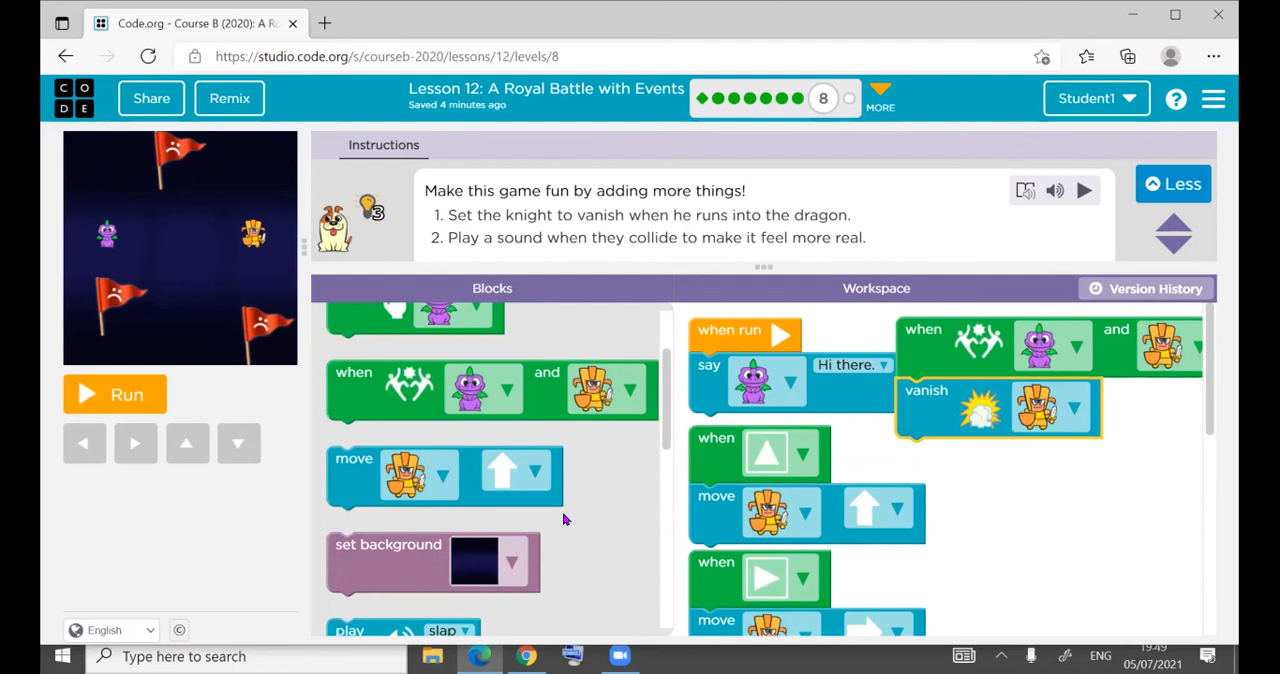 Code.org - Course B (2020): A Ro
https://studio.code.org/s/courseb-2020/lessons/12/levels/8
C O
D E
Share
Remix
Lesson 12: A Royal Battle with Events
Saved 4 minutes ago
8
MORE
Student1
?
Instructions
3
Make this game fun by adding more things!
1. Set the knight to vanish when he runs into the dragon.
2. Play a sound when they collide to make it feel more real.
Less
Blocks
Workspace
Version History
when and
move
set background
play slap
when run
say Hi there.
when
move
when
move
when and
vanish
Run
English
©
Type here to search
ENG
19:49
05/07/2021